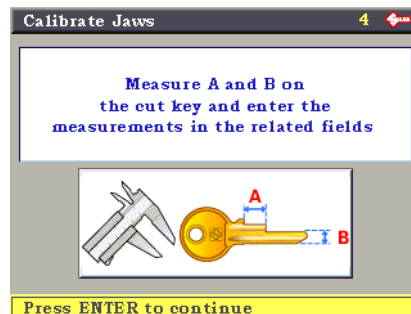 Calibrate Jaws 4
Measure A and B on
the cut key and enter the
measurements in the related fields
A
B
Press ENTER to continue